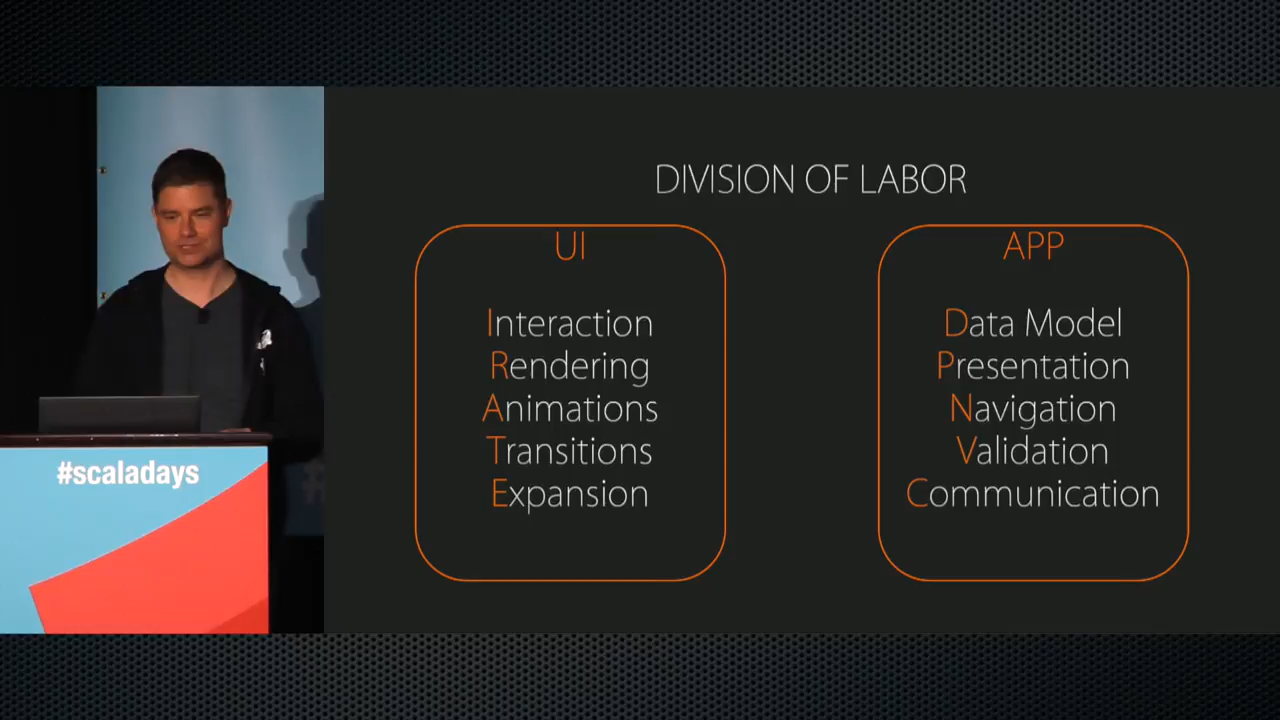 DIVISION OF LABOR
UI
Interaction
Rendering
Animations
Transitions
Expansion
APP
Data Model
Presentation
Navigation
Validation
Communication
#scaladays